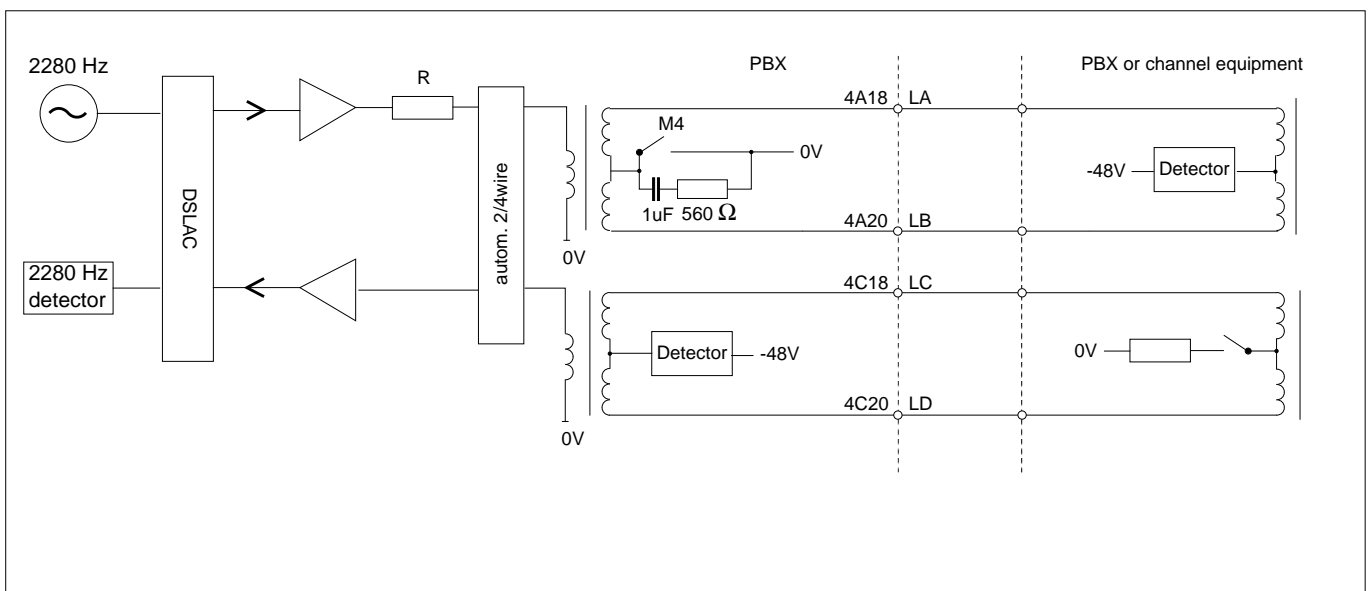 2280 Hz
DSLAC
2280 Hz
detector
R
autom. 2/4wire
0V
0V
PBX
PBX or channel equipment
4A18 LA
M4
0V
1uF 560 Ω
-48V Detector
4A20 LB
4C18 LC
Detector -48V
0V
4C20 LD